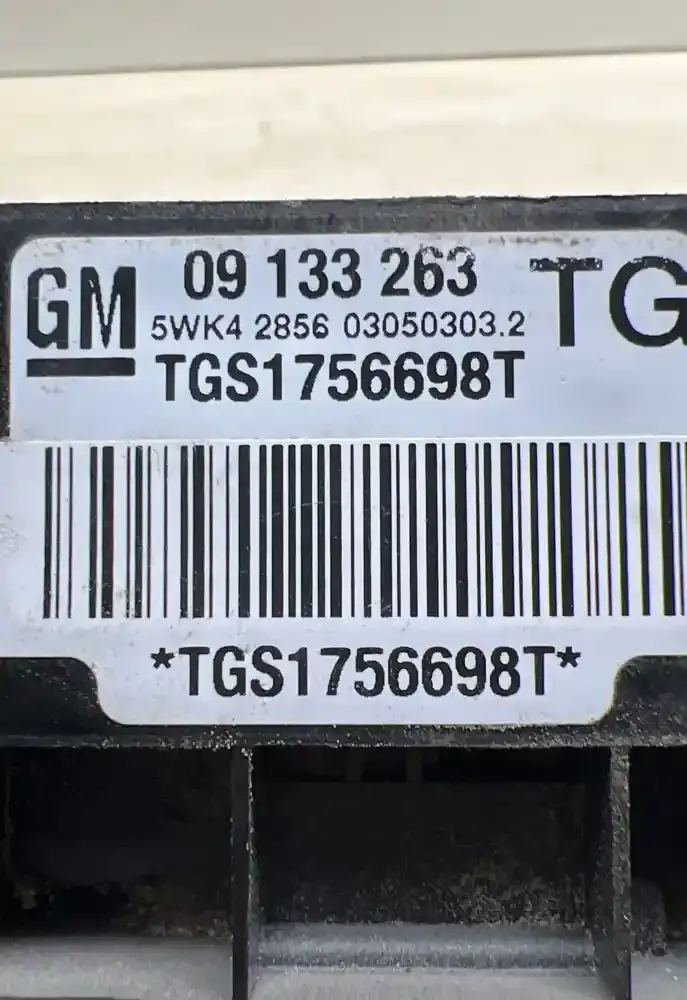 GM
09 133 263
5WK4 2856 03050303.2
TG
TGS1756698T
*TGS1756698T*